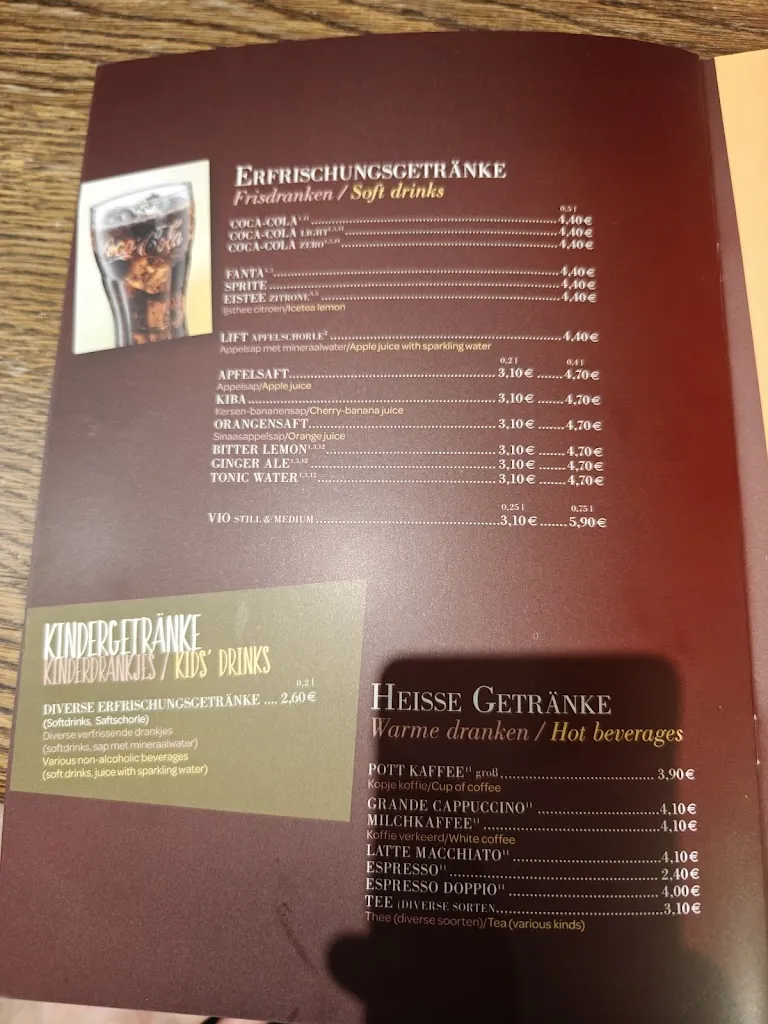 Coca-Cola
ERFRISCHUNGSGETRÄNKE
Frisdranken / Soft drinks
0,5 l
COCA-COLA ........ 4,40€
COCA-COLA LIGHT ........ 4,40€
COCA-COLA ZERO ........ 4,40€
FANTA ........ 4,40€
SPRITE ........ 4,40€
EISTEE ZITRONE ........ 4,40€
Ijsthee citroen/Icetea lemon
LIFT APFELSCHORLE² ........ 4,40€
Appelsap met mineraalwater/Apple juice with sparkling water
0,2 l 0,4 l
APFELSAFT ........ 3,10€ ...... 4,70€
Appelsap/Apple juice
KIBA ........ 3,10€ ...... 4,70€
Kersen-bananensap/Cherry-banana juice
ORANGENSAFT ........ 3,10€ ...... 4,70€
Sinaasappelsap/Orange juice
BITTER LEMON ........ 3,10€ ...... 4,70€
GINGER ALE ........ 3,10€ ...... 4,70€
TONIC WATER ........ 3,10€ ...... 4,70€
0,25 l 0,75 l
VIO STILL & MEDIUM ........ 3,10€ ...... 5,90€
KINDERGETRÄNKE
KINDERDRANKJES / KIDS' DRINKS
0,2 l
DIVERSE ERFRISCHUNGSGETRÄNKE .... 2,60€
(Softdrinks, Saftschorle)
Diverse verfrissende drankjes
(softdrinks, sap met mineraalwater)
Various non-alcoholic beverages
(soft drinks, juice with sparkling water)
HEISSE GETRÄNKE
Warme dranken / Hot beverages
POTT KAFFEE¹¹ groß ........ 3,90€
Kopje koffie/Cup of coffee
GRANDE CAPPUCCINO¹¹ ........ 4,10€
MILCHKAFFEE¹¹ ........ 4,10€
Koffie verkeerd/White coffee
LATTE MACCHIATO¹¹ ........ 4,10€
ESPRESSO¹¹ ........ 2,40€
ESPRESSO DOPPIO¹¹ ........ 4,00€
TEE (DIVERSE SORTEN ........ 3,10€
Thee (diverse soorten)/Tea (various kinds)